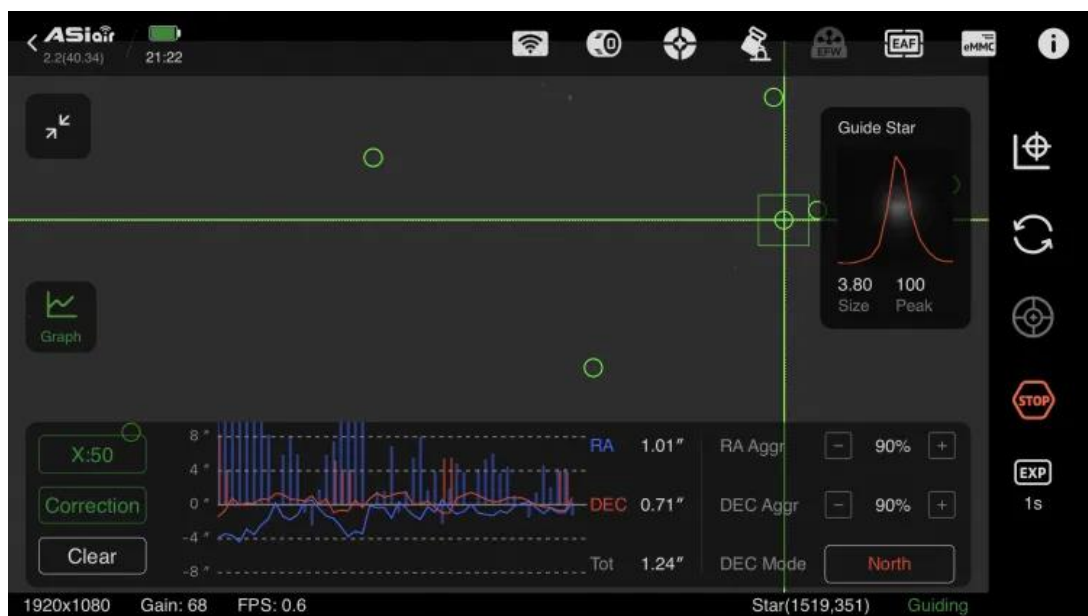 ASiair
2.2(40.34)
21:22
EFW
EAF
eMMC
Guide Star
3.80 100
Size Peak
Graph
STOP
EXP
1s
X:50
Correction
Clear
8 "
4 "
0 "
-4 "
-8 "
RA 1.01"
DEC 0.71"
Tot 1.24"
RA Aggr - 90% +
DEC Aggr - 90% +
DEC Mode North
1920x1080 Gain: 68 FPS: 0.6 Star(1519,351) Guiding